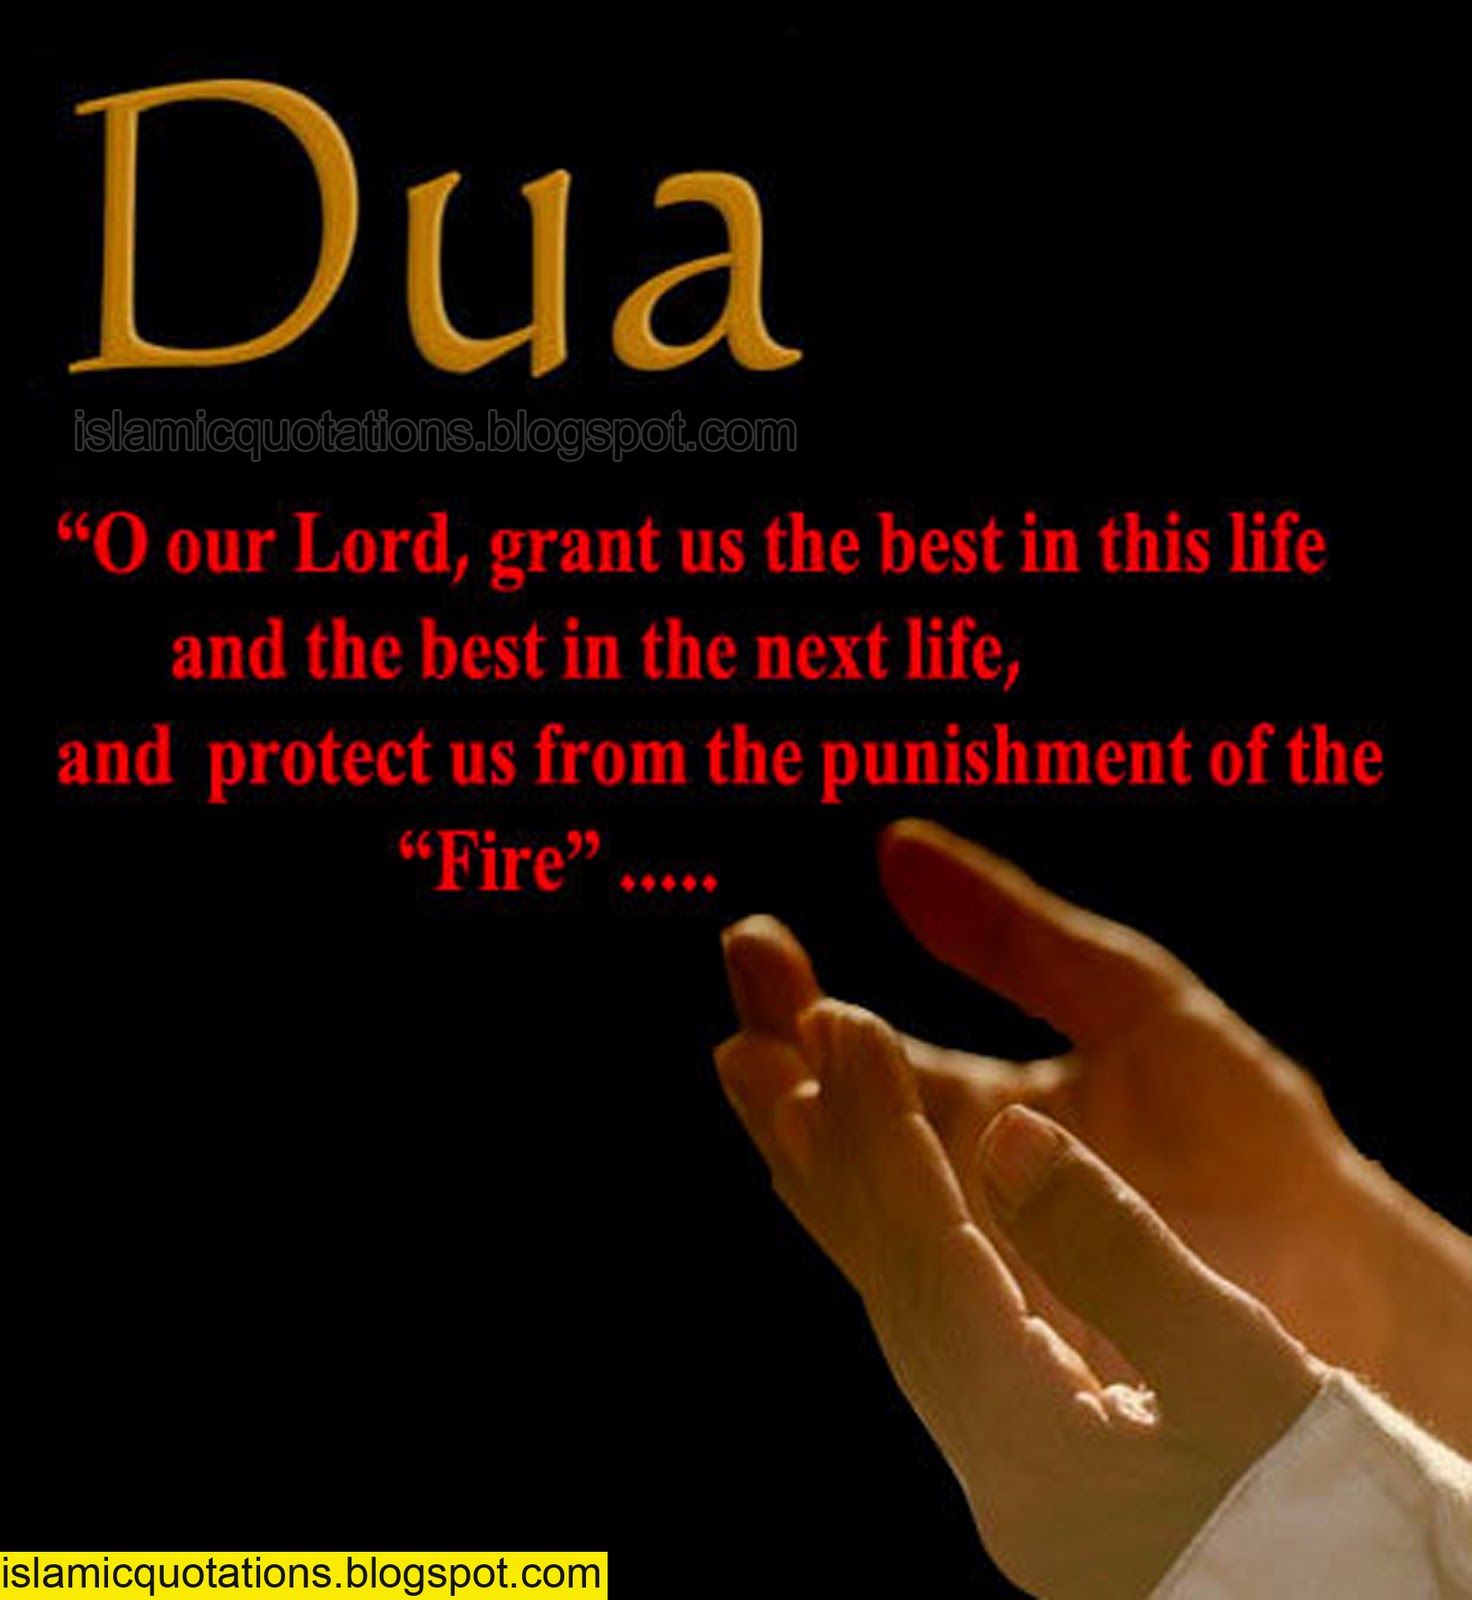 Dua
islamicquotations.blogspot.com
“O our Lord, grant us the best in this life
and the best in the next life,
and protect us from the punishment of the
“Fire” .....
islamicquotations.blogspot.com